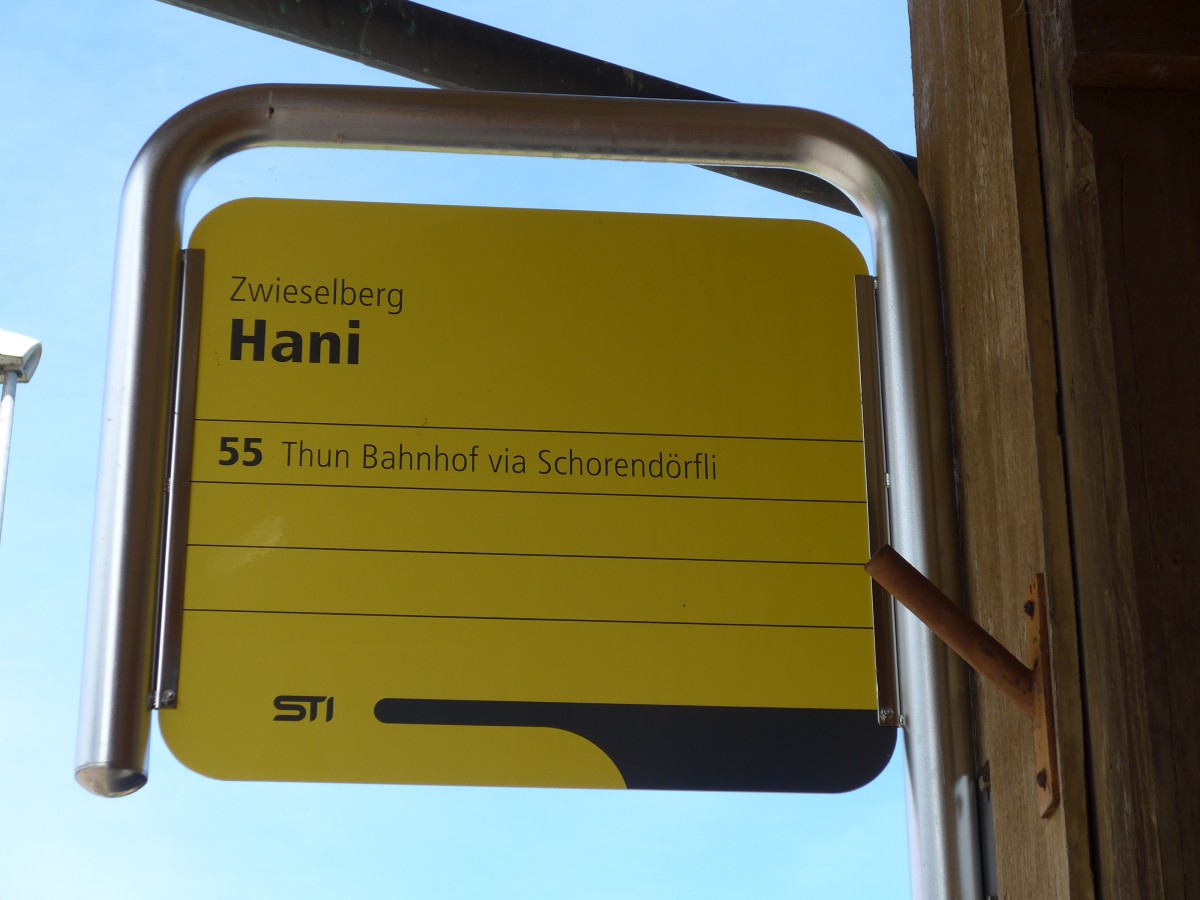 Zwieselberg
Hani
55 Thun Bahnhof via Schorendörfli
STI